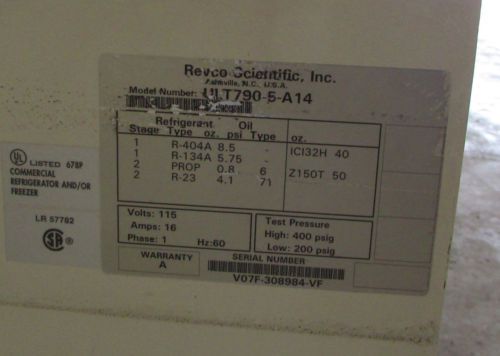 Revco Scientific, Inc.
Asheville, N.C. U.S.A.
Model Number: ULT790-5-A14
Refrigerant Oil
Stage Type oz. psi Type oz.
1 R-404A 8.5 - ICI32H 40
1 R-134A 5.75 -
2 PROP 0.8 6 Z150T 50
2 R-23 4.1 71
UL LISTED 678P
COMMERCIAL
REFRIGERATOR AND/OR
FREEZER
LR 57782
SA
Volts: 115
Amps: 16
Phase: 1 Hz:60
Test Pressure
High: 400 psig
Low: 200 psig
WARRANTY
A
SERIAL NUMBER
V07F-308984-VF